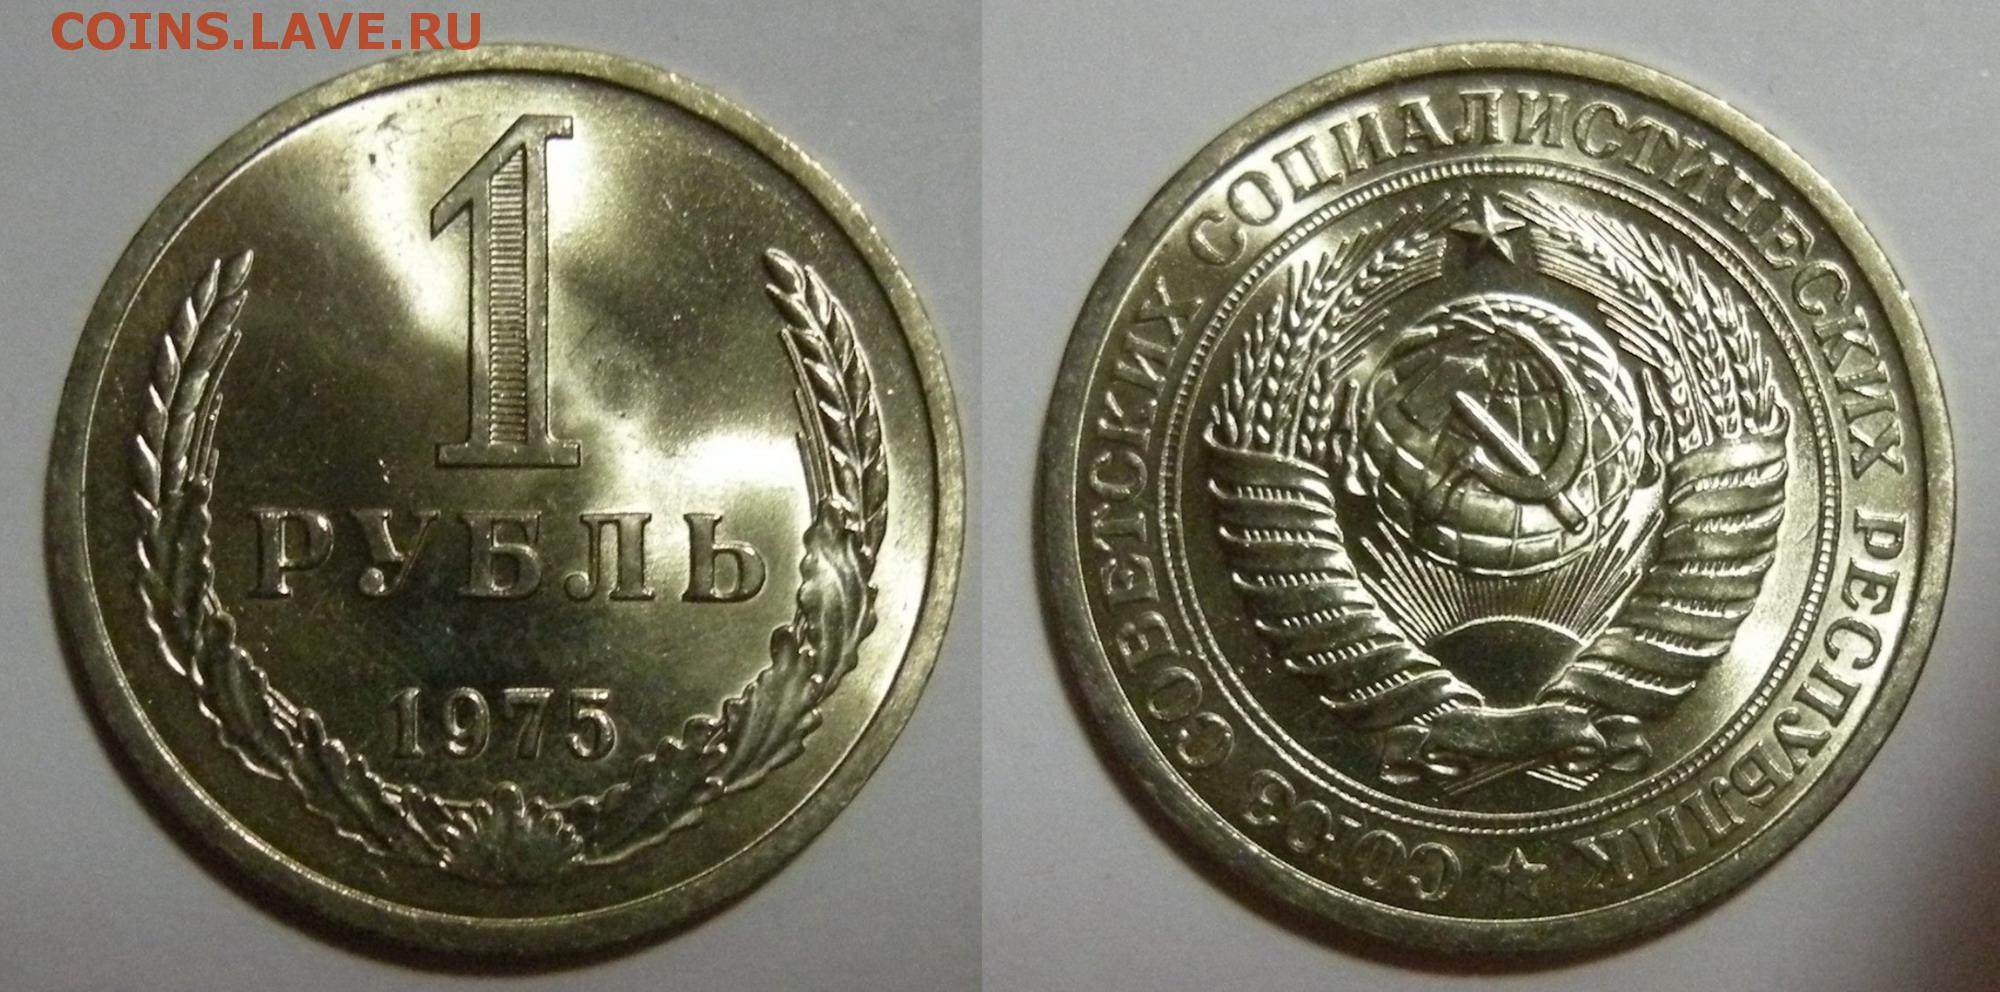 COINS.LAVE.RU
1
РУБЛЬ
1975
СОЮЗ СОВЕТСКИХ СОЦИАЛИСТИЧЕСКИХ РЕСПУБЛИК